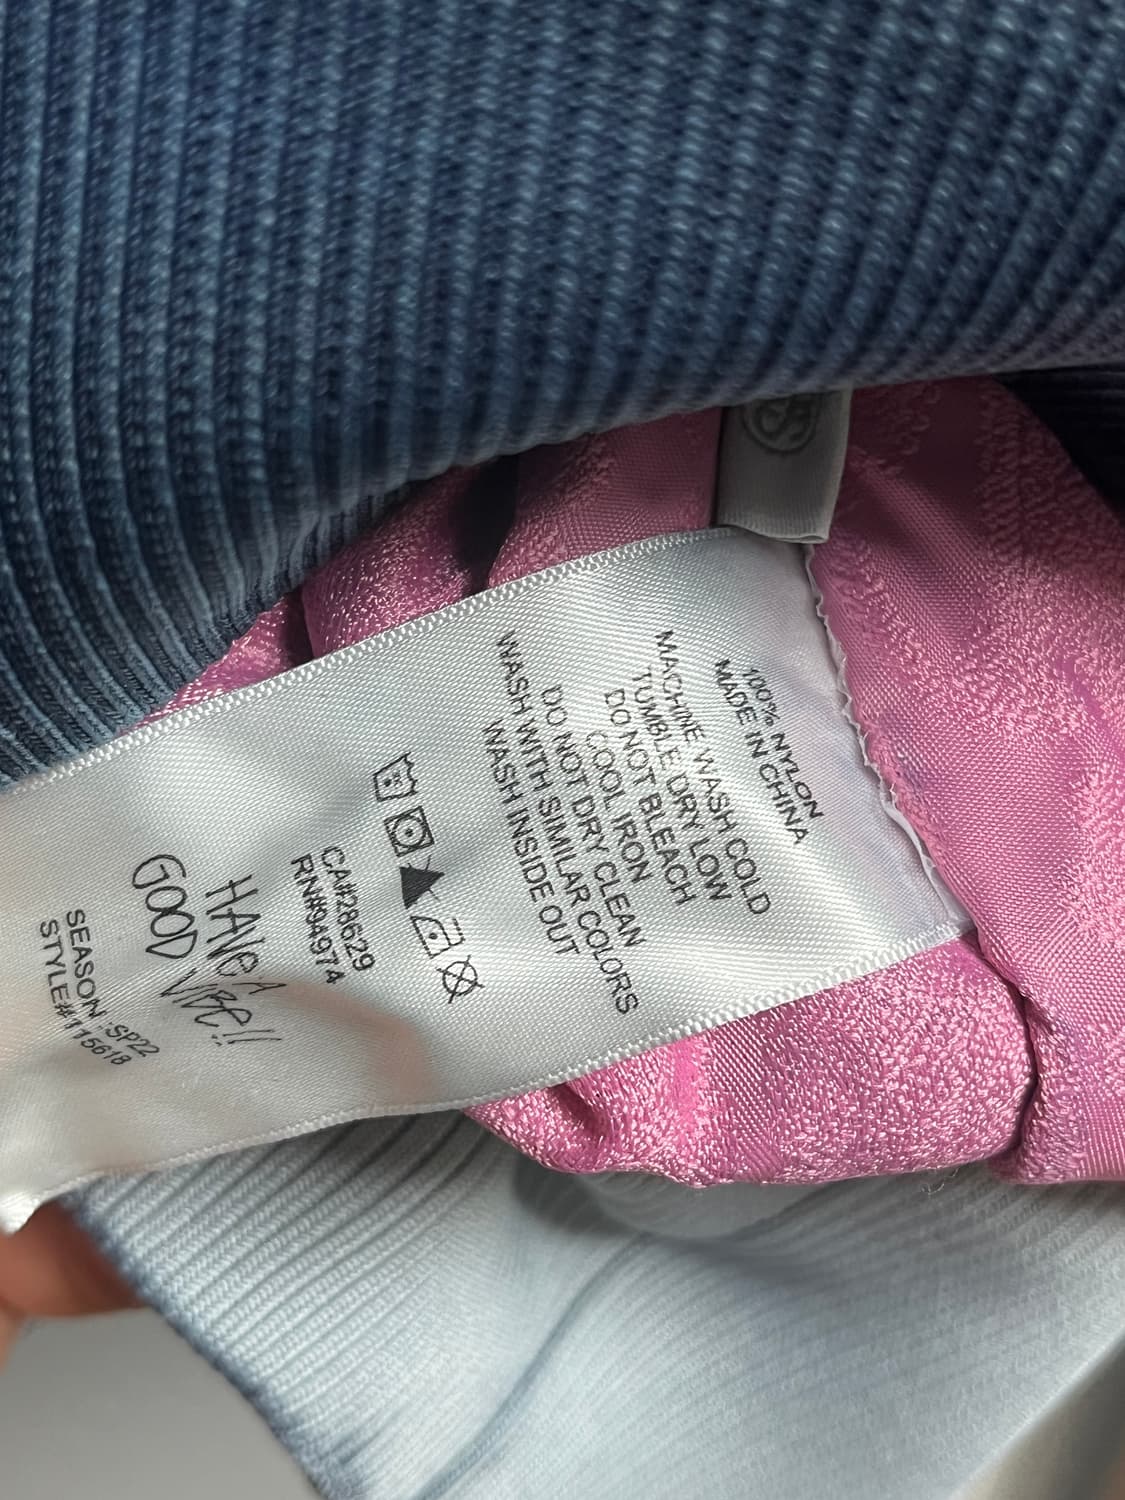 100% NYLON
MADE IN CHINA
MACHINE WASH COLD
TUMBLE DRY LOW
DO NOT BLEACH
COOL IRON
DO NOT DRY CLEAN
WASH WITH SIMILAR COLORS
WASH INSIDE OUT
CA#28629
RN#94974
HAVE A
GOOD VIBE!!
SEASON: SP22
STYLE#:115618